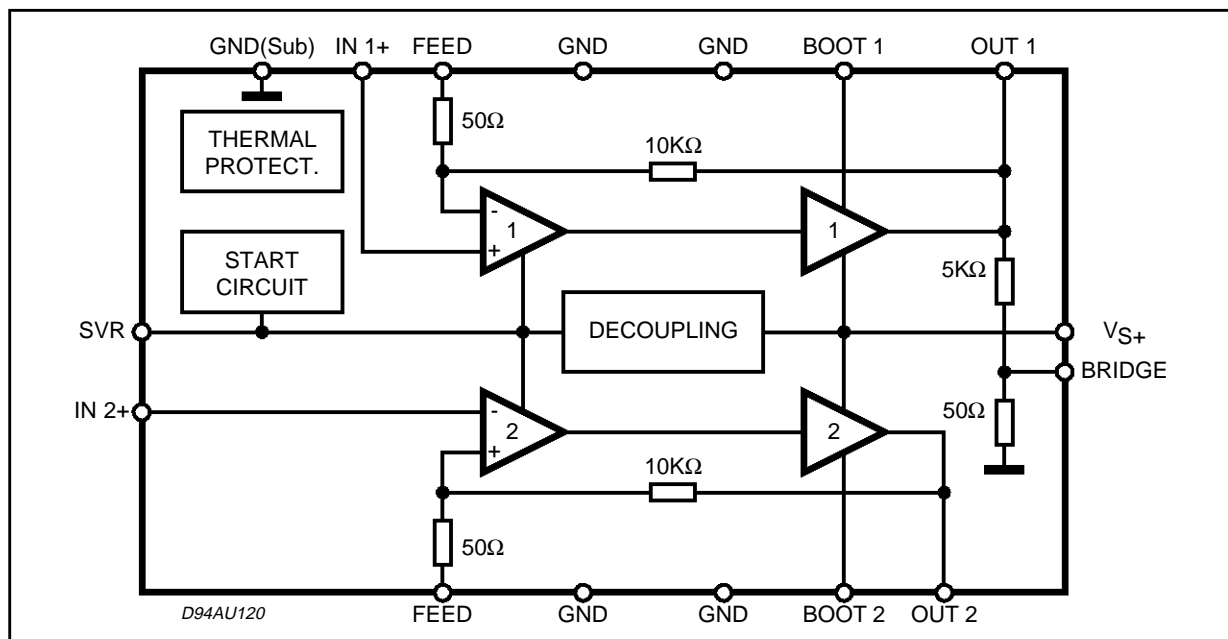 GND(Sub) IN 1+ FEED GND GND BOOT 1 OUT 1
50Ω
THERMAL
PROTECT.
10KΩ
-
1
+
1
START
CIRCUIT
5KΩ
SVR
DECOUPLING
VS+
BRIDGE
IN 2+
-
2
+
2
50Ω
10KΩ
50Ω
D94AU120
FEED GND GND BOOT 2 OUT 2